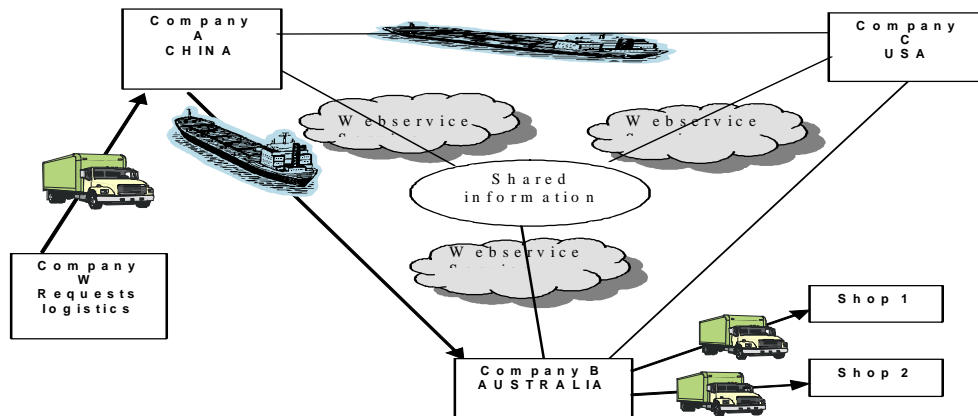 Company
A
CHINA
Company
C
USA
Webservice
Webservice
Shared
information
Webservice
Company
W
Requests
logistics
Shop 1
Company B
AUSTRALIA
Shop 2